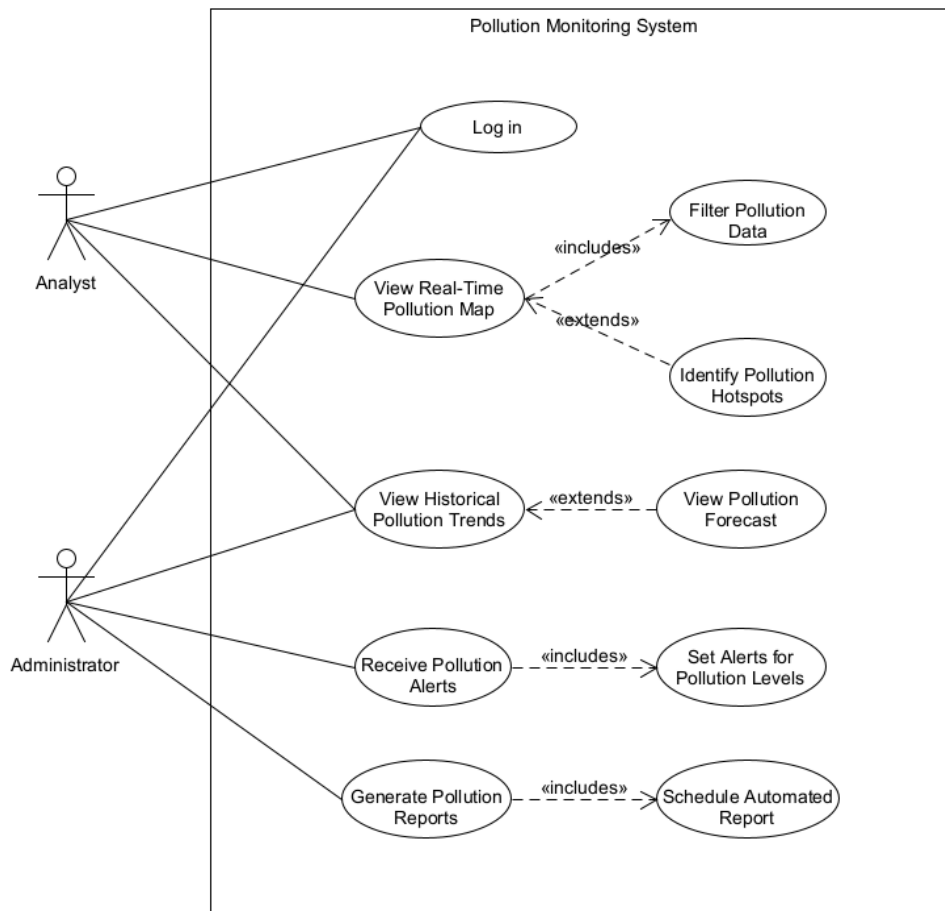 Pollution Monitoring System
Log in
Filter Pollution
Data
«includes»
Analyst
View Real-Time
Pollution Map
«extends»
Identify Pollution
Hotspots
View Historical
Pollution Trends
«extends»
View Pollution
Forecast
Administrator
Receive Pollution
Alerts
«includes»
Set Alerts for
Pollution Levels
Generate Pollution
Reports
«includes»
Schedule Automated
Report